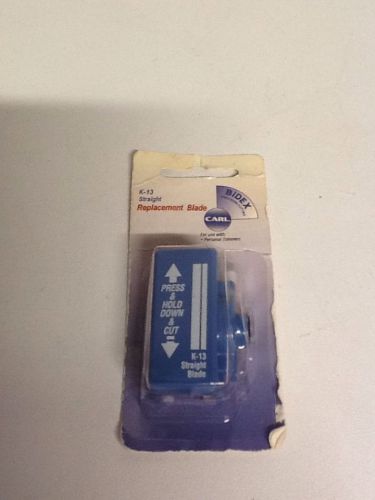 K-13
Straight
Replacement Blade
BIDEX
CARL
For use with:
• Personal Trimmers
PRESS
&
HOLD
DOWN
&
CUT
K-13
Straight
Blade